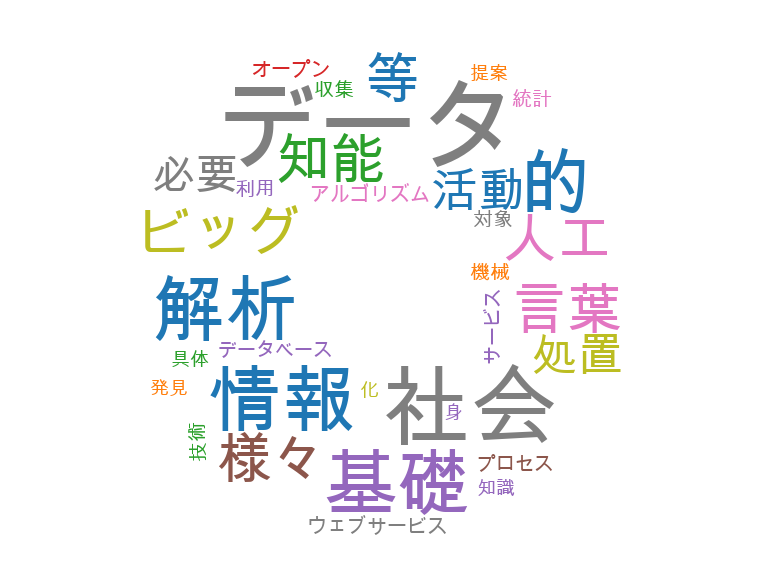 オープン
等
提案
収集
統計
データ
知能
必要
利用
アルゴリズム
活動
的
対象
ビッグ
人工
機械
解析
サービス
言葉
処置
データベース
具体
発見
情報
化
社会
身
技術
様々
基礎
プロセス
知識
ウェブサービス